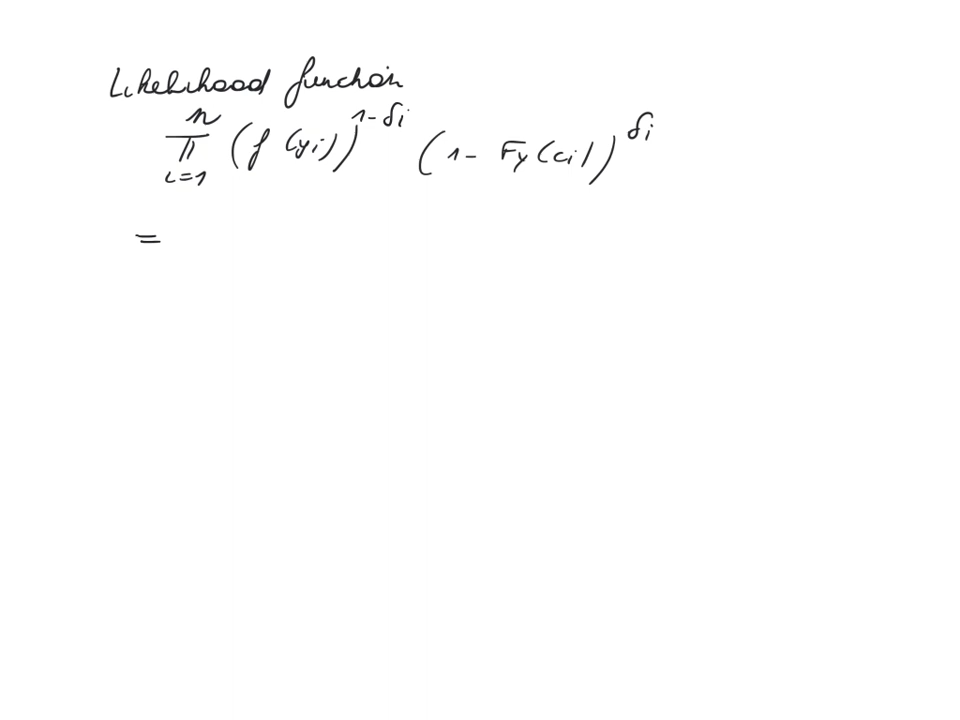 Likelihood function
n
∏ (f(yi))^{1-δi} (1 - Fy(ci))^{δi}
i=1
=